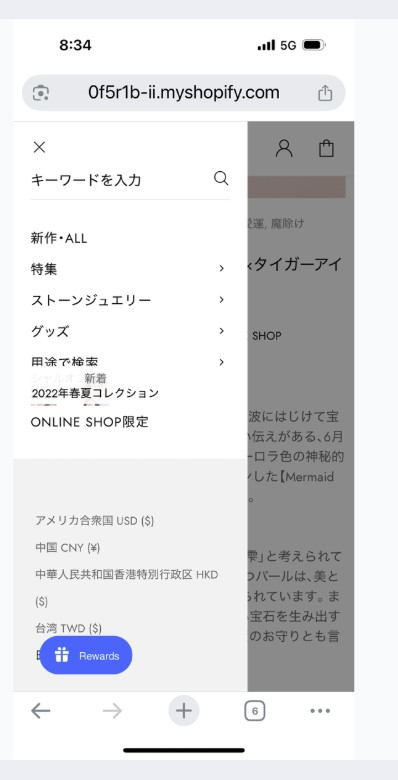 8:34
5G
0f5r1b-ii.myshopify.com
キーワードを入力
愛運, 魔除け
新作・ALL
特集
×タイガーアイ
ストーンジュエリー
グッズ
SHOP
用途で検索
新着
2022年春夏コレクション
ONLINE SHOP限定
波にはじけて宝
い伝えがある、6月
ーロラ色の神秘的
ンした【Mermaid
。
アメリカ合衆国 USD ($)
中国 CNY (¥)
雫」と考えられて
中華人民共和国香港特別行政区 HKD
つパールは、美と
($)
られています。ま
台湾 TWD ($)
宝石を生み出す
Rewards
のお守りとも言
6